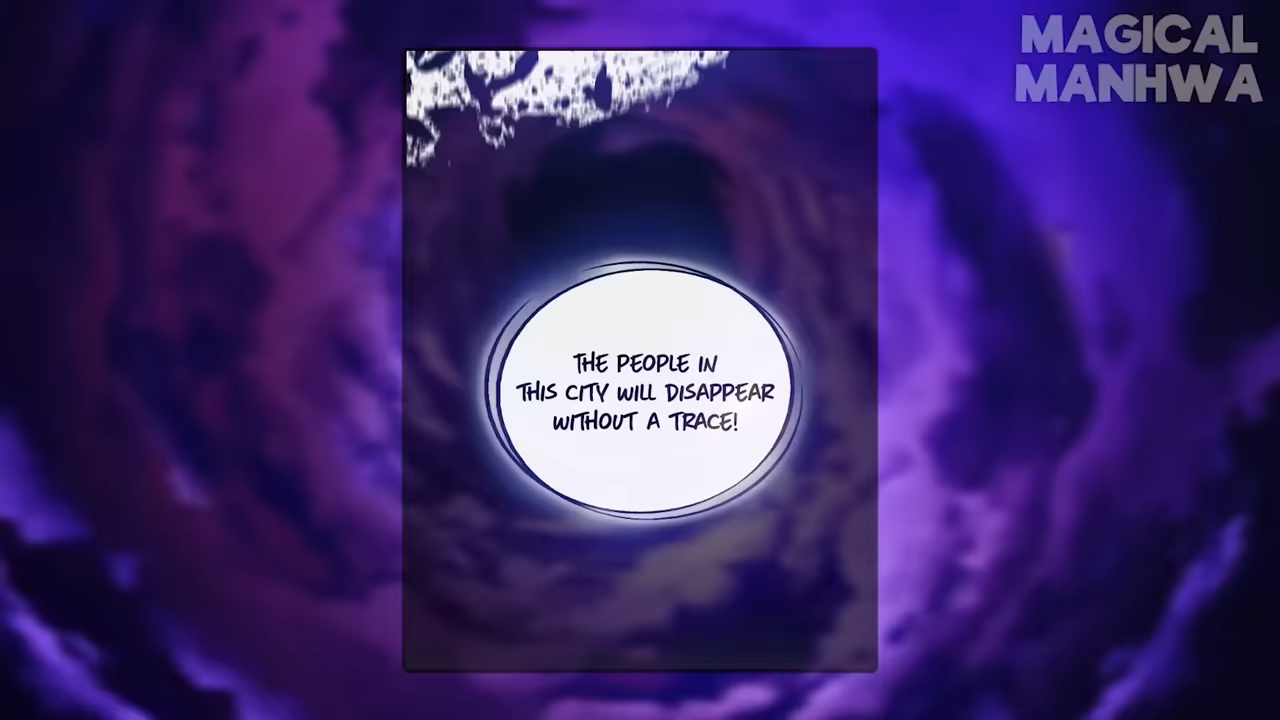 MAGICAL
MANHWA
THE PEOPLE IN
THIS CITY WILL DISAPPEAR
WITHOUT A TRACE!